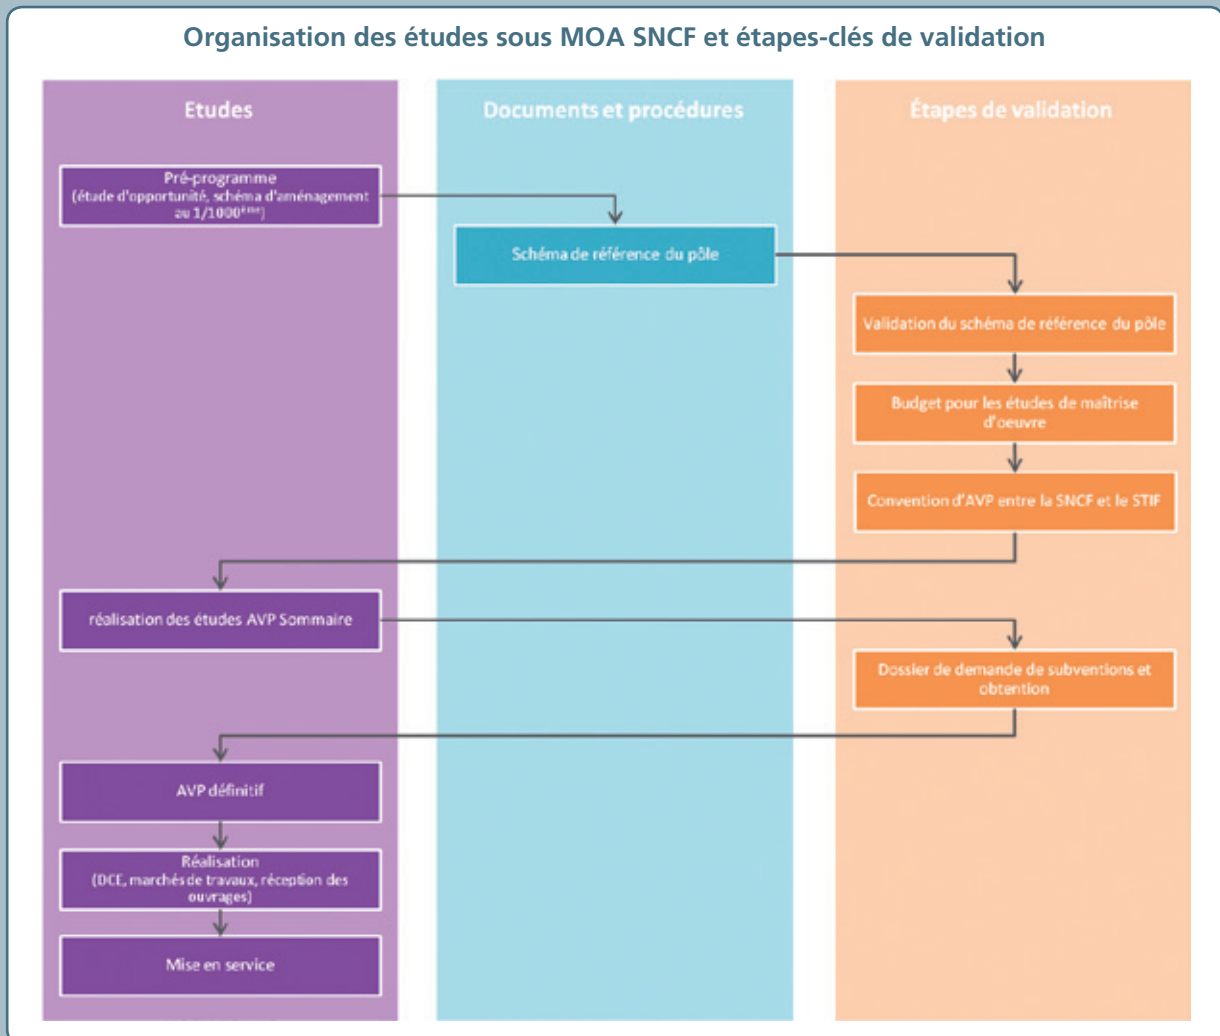 Organisation des études sous MOA SNCF et étapes-clés de validation
Etudes
Documents et procédures
Étapes de validation
Pré-programme
(étude d'opportunité, schéma d'aménagement
au 1/1000ème)
Schéma de référence du pôle
Validation du schéma de référence du pôle
Budget pour les études de maîtrise
d'oeuvre
Convention d'AVP entre la SNCF et le STIF
réalisation des études AVP Sommaire
Dossier de demande de subventions et
obtention
AVP définitif
Réalisation
(DCE, marchés de travaux, réception des
ouvrages)
Mise en service